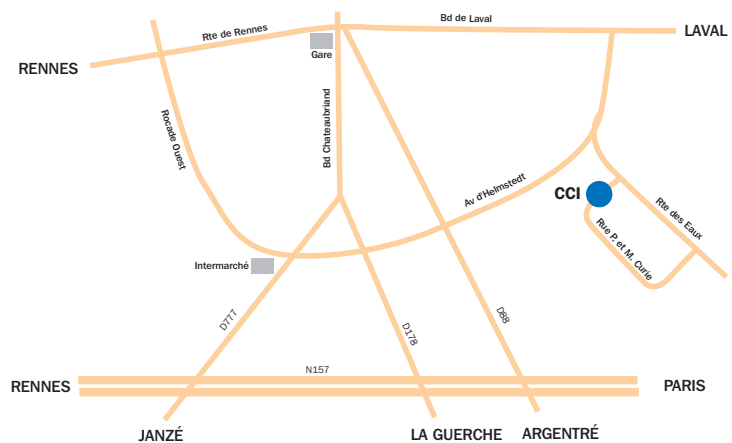 Bd de Laval
LAVAL
Rte de Rennes
RENNES
Gare
Rocade Ouest
Bd Chateaubriand
Av d'Helmstedt
CCI
Rte des Eaux
Rue P. et M. Curie
Intermarché
D777
D178
D88
N157
RENNES
PARIS
JANZÉ
LA GUERCHE
ARGENTRÉ